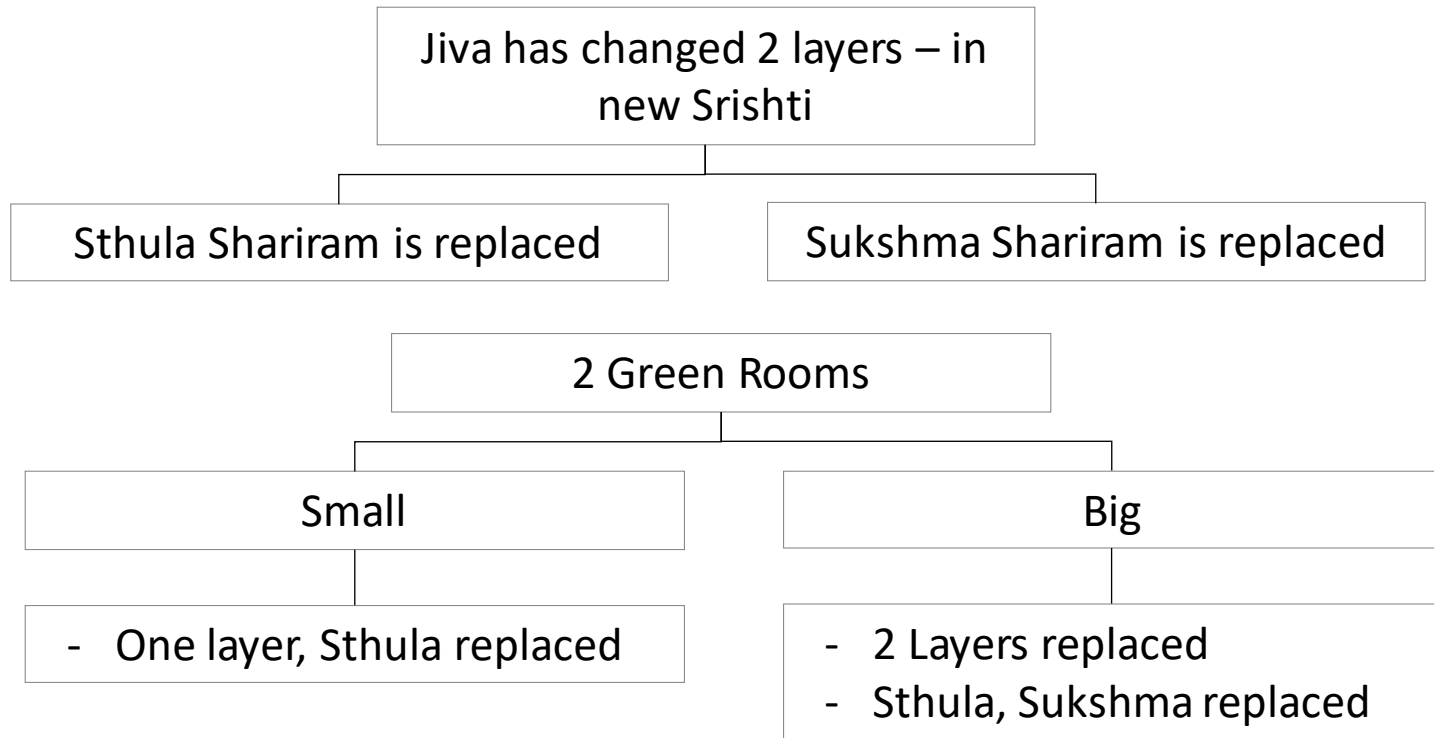 Jiva has changed 2 layers – in
new Srishti
Sthula Shariram is replaced
Sukshma Shariram is replaced
2 Green Rooms
Small
Big
- One layer, Sthula replaced
- 2 Layers replaced
- Sthula, Sukshma replaced